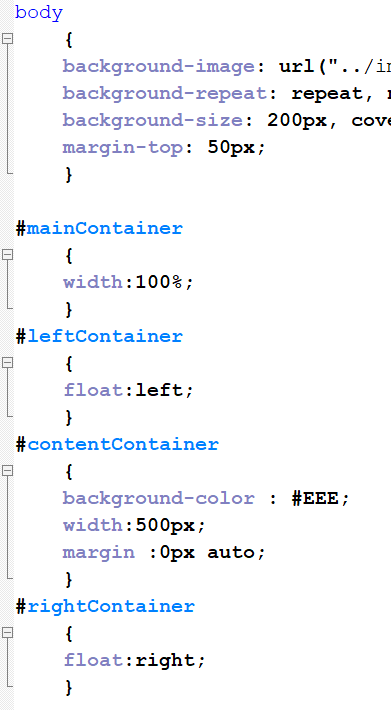 body
{
background-image: url("../i
background-repeat: repeat,
background-size: 200px, cove
margin-top: 50px;
}
#mainContainer
{
width:100%;
}
#leftContainer
{
float:left;
}
#contentContainer
{
background-color : #EEE;
width:500px;
margin :0px auto;
}
#rightContainer
{
float:right;
}